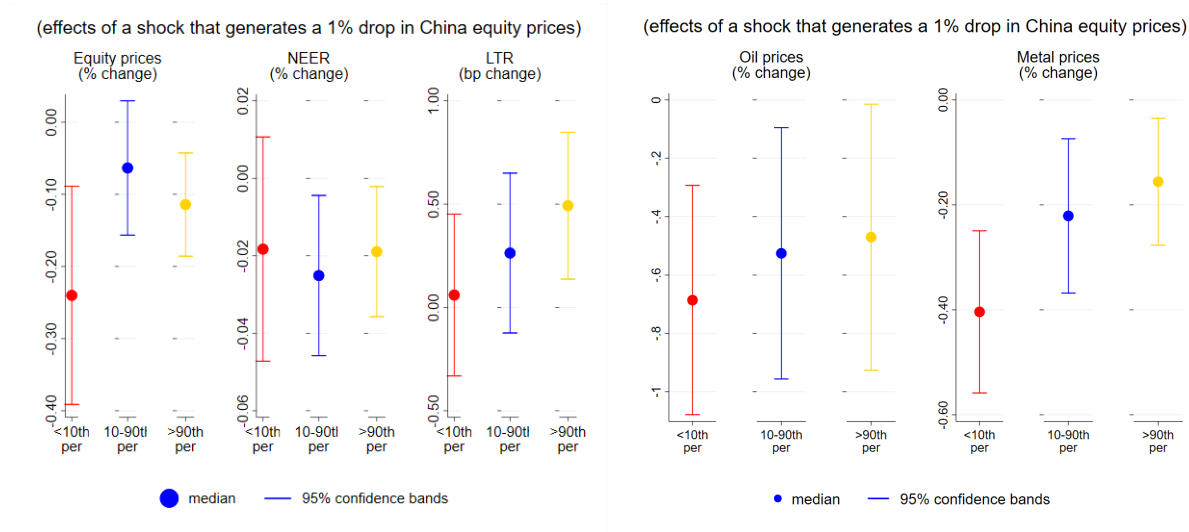 (effects of a shock that generates a 1% drop in China equity prices)
Equity prices
(% change)
NEER
(% change)
LTR
(bp change)
0.00
-0.10
-0.20
-0.30
-0.40
0.02
0.00
-0.02
-0.04
-0.06
1.00
0.50
0.00
-0.50
<10th
per
10-90tl
per
>90th
per
<10th
per
10-90tl
per
>90th
per
<10th
per
10-90tl
per
>90th
per
median
95% confidence bands
(effects of a shock that generates a 1% drop in China equity prices)
Oil prices
(% change)
Metal prices
(% change)
0
-.2
-.4
-.6
-.8
-1
0.00
-0.20
-0.40
-0.60
<10th
per
10-90th
per
>90th
per
<10th
per
10-90th
per
>90th
per
median
95% confidence bands